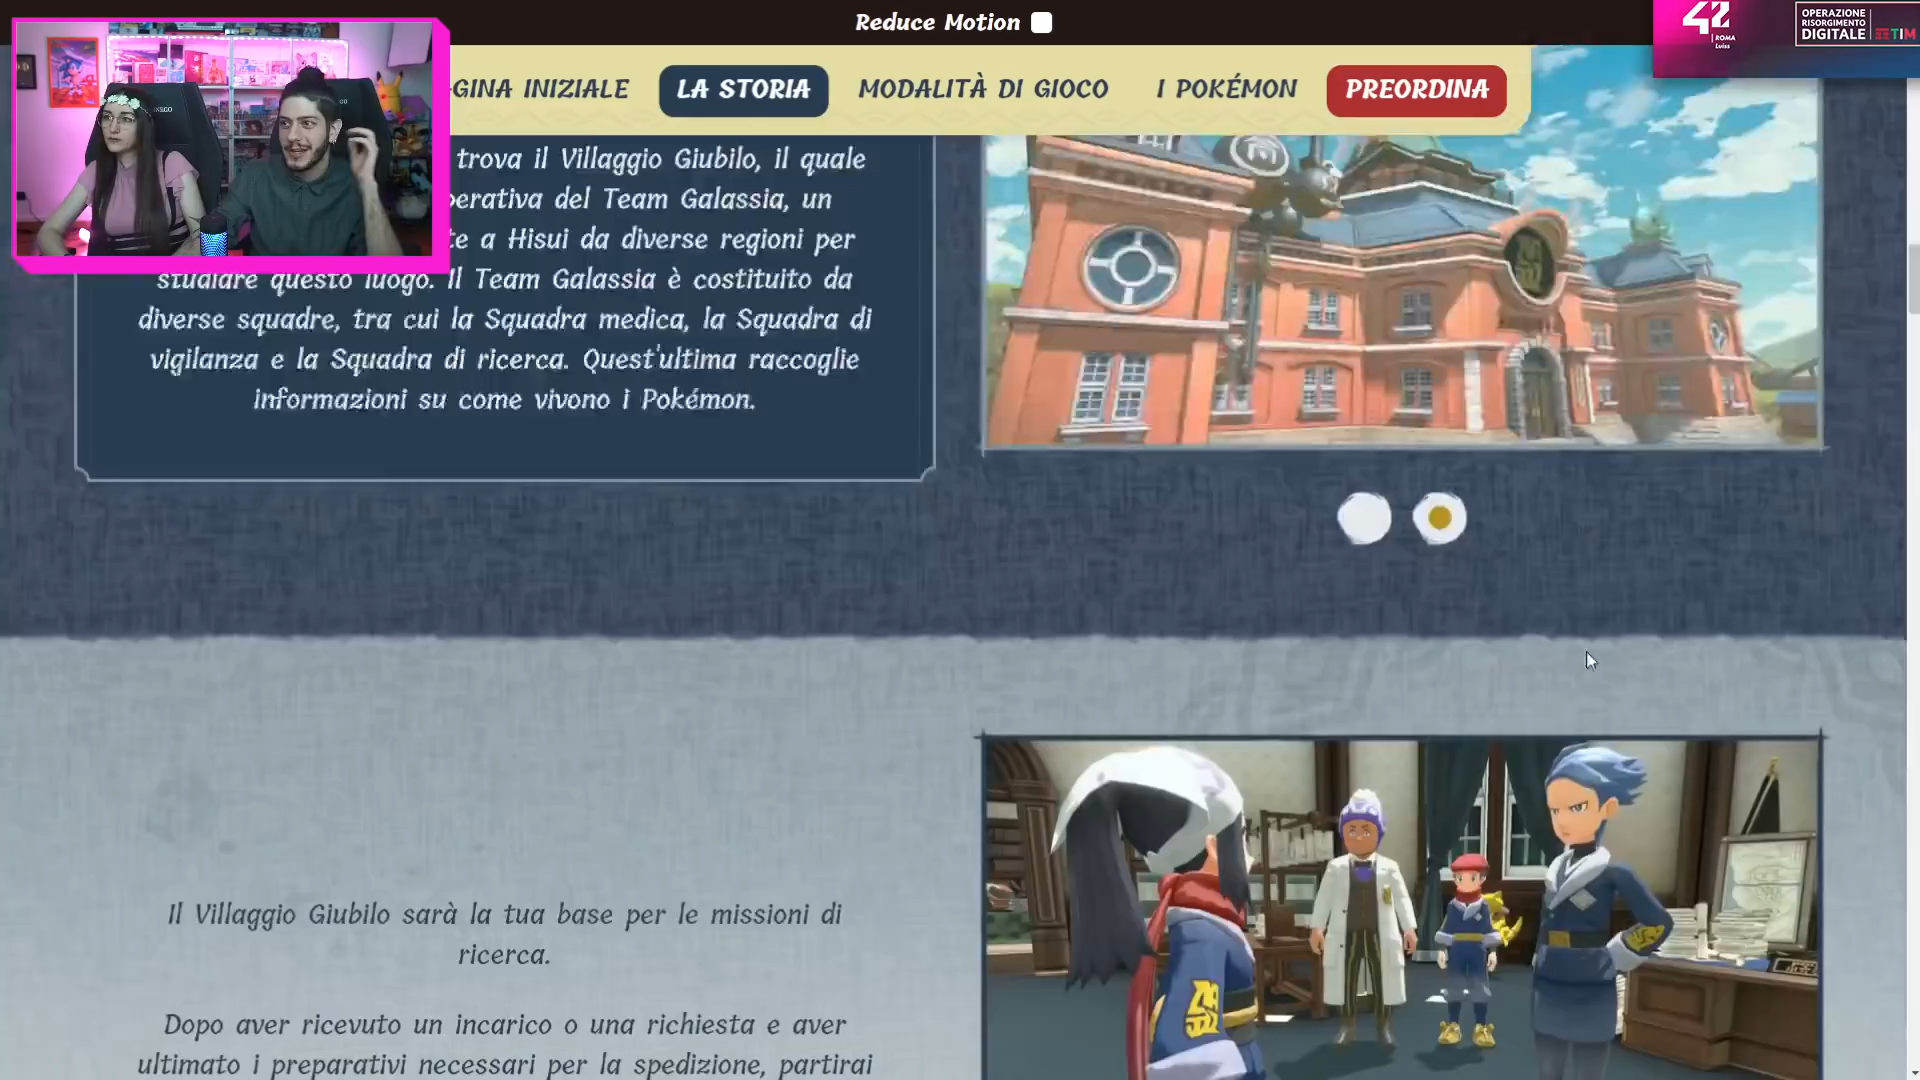 Reduce Motion
GINA INIZIALE
LA STORIA
MODALITÀ DI GIOCO
I POKÉMON
PREORDINA
42
ROMA
Luiss
OPERAZIONE
RISORGIMENTO
DIGITALE
TIM
trova il Villaggio Giubilo, il quale
perativa del Team Galassia, un
te a Hisui da diverse regioni per
studiare questo luogo. Il Team Galassia è costituito da
diverse squadre, tra cui la Squadra medica, la Squadra di
vigilanza e la Squadra di ricerca. Quest'ultima raccoglie
informazioni su come vivono i Pokémon.
Il Villaggio Giubilo sarà la tua base per le missioni di
ricerca.
Dopo aver ricevuto un incarico o una richiesta e aver
ultimato i preparativi necessari per la spedizione, partirai